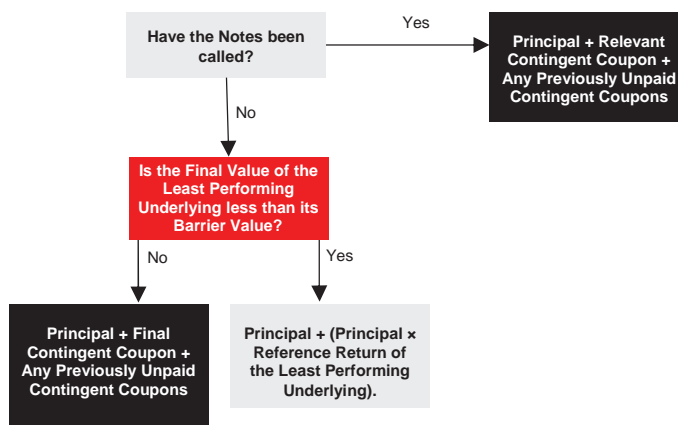 Have the Notes been
called?
Yes
Principal + Relevant
Contingent Coupon +
Any Previously Unpaid
Contingent Coupons
No
Is the Final Value of the
Least Performing
Underlying less than its
Barrier Value?
No
Yes
Principal + Final
Contingent Coupon +
Any Previously Unpaid
Contingent Coupons
Principal + (Principal ×
Reference Return of
the Least Performing
Underlying).